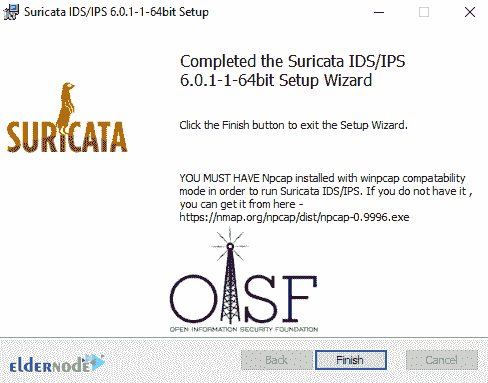 Suricata IDS/IPS 6.0.1-1-64bit Setup
Completed the Suricata IDS/IPS
6.0.1-1-64bit Setup Wizard
SURICATA
Click the Finish button to exit the Setup Wizard.
YOU MUST HAVE Npcap installed with winpcap compatability
mode in order to run Suricata IDS/IPS. If you do not have it ,
you can get it from here -
https://nmap.org/npcap/dist/npcap-0.9996.exe
OISF
OPEN INFORMATION SECURITY FOUNDATION
eLDERNODE
Back
Finish
Cancel